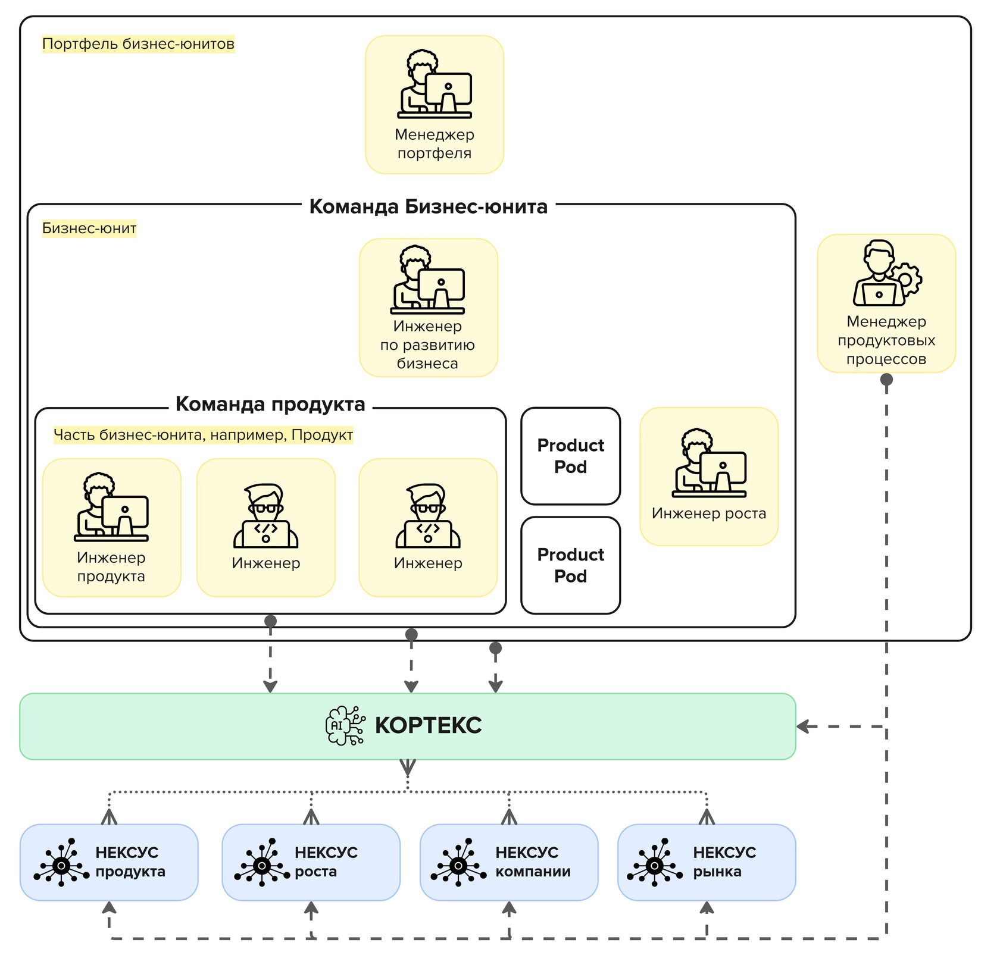 Портфель бизнес-юнитов
Менеджер
портфеля
Команда Бизнес-юнита
Бизнес-юнит
Инженер
по развитию
бизнеса
Менеджер
продуктовых
процессов
Команда продукта
Часть бизнес-юнита, например, Продукт
Инженер
продукта
Инженер
Инженер
Product
Pod
Product
Pod
Инженер роста
AI
КОРТЕКС
НЕКСУС
продукта
НЕКСУС
роста
НЕКСУС
компании
НЕКСУС
рынка